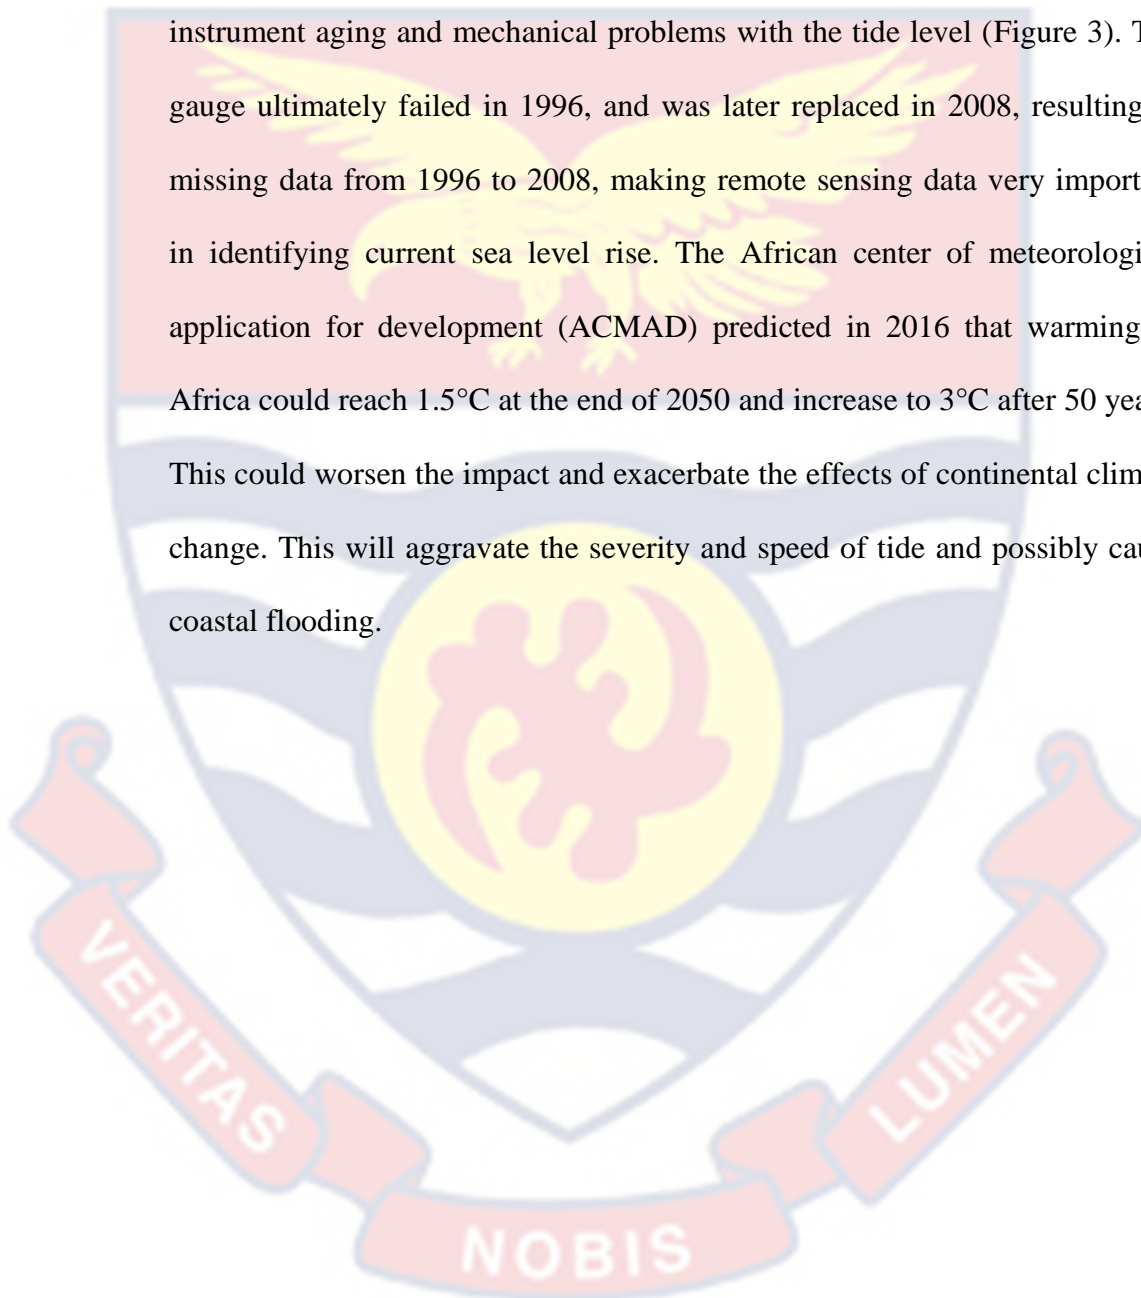 instrument aging and mechanical problems with the tide level (Figure 3). T
gauge ultimately failed in 1996, and was later replaced in 2008, resulting
missing data from 1996 to 2008, making remote sensing data very import
in identifying current sea level rise. The African center of meteorologi
application for development (ACMAD) predicted in 2016 that warming
Africa could reach 1.5°C at the end of 2050 and increase to 3°C after 50 yea
This could worsen the impact and exacerbate the effects of continental clim
change. This will aggravate the severity and speed of tide and possibly cau
coastal flooding.
VERITAS
NOBIS
LUMEN